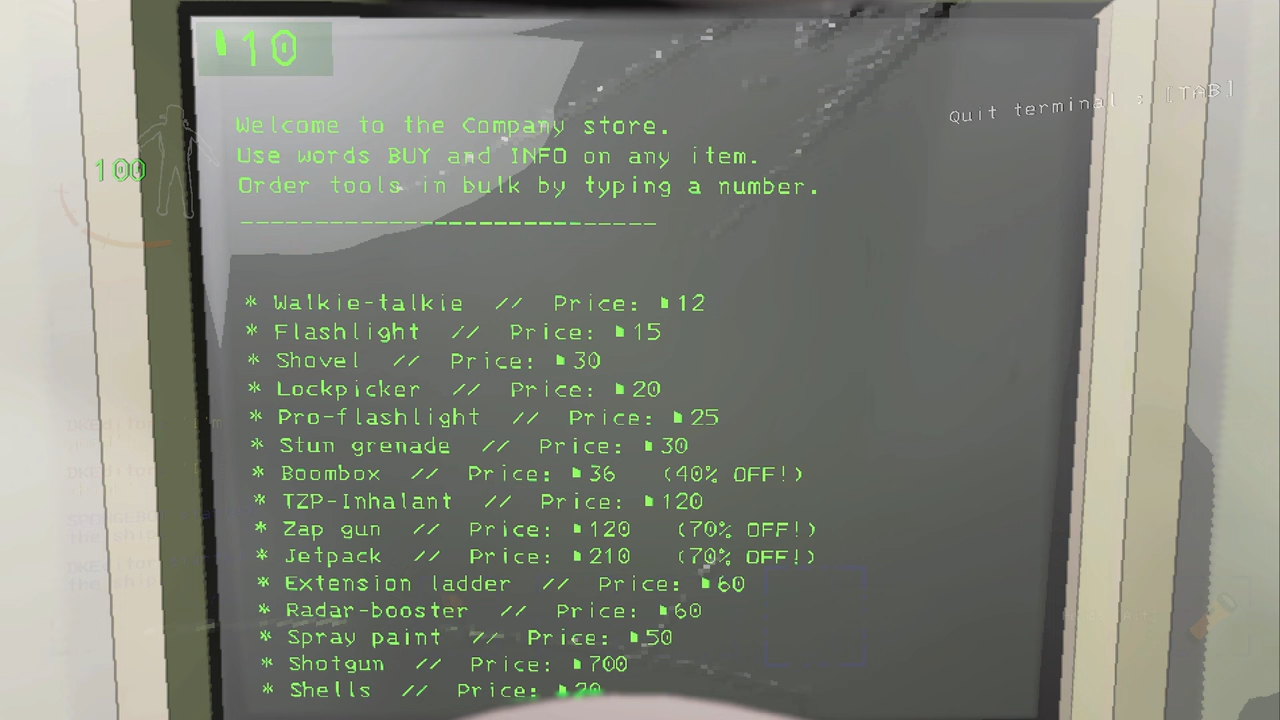 ▮10
Quit terminal : [TAB]
Welcome to the Company store.
Use words BUY and INFO on any item.
Order tools in bulk by typing a number.
____________________________
100
* Walkie-talkie // Price: ▮12
* Flashlight // Price: ▮15
* Shovel // Price: ▮30
* Lockpicker // Price: ▮20
* Pro-flashlight // Price: ▮25
* Stun grenade // Price: ▮30
* Boombox // Price: ▮36 (40% OFF!)
* TZP-Inhalant // Price: ▮120
* Zap gun // Price: ▮120 (70% OFF!)
* Jetpack // Price: ▮210 (70% OFF!)
* Extension ladder // Price: ▮60
* Radar-booster // Price: ▮60
* Spray paint // Price: ▮50
* Shotgun // Price: ▮700
* Shells // Price: